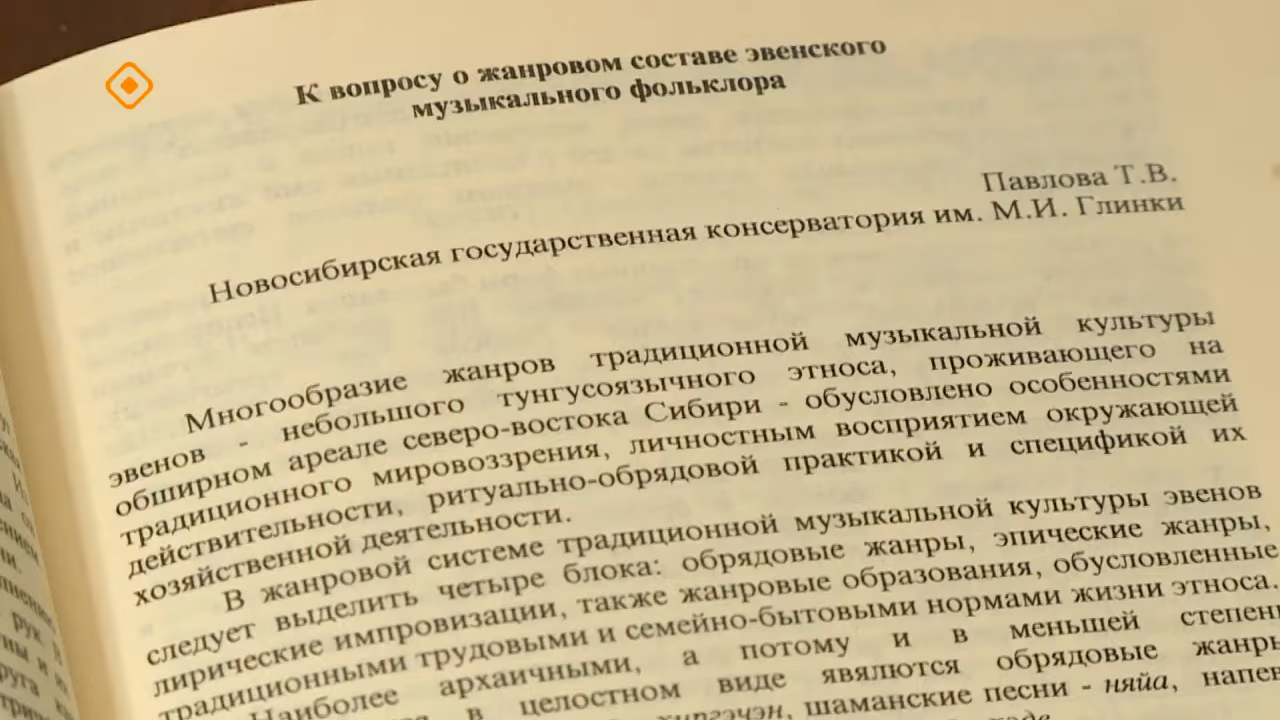 К вопросу о жанровом составе эвенского
музыкального фольклора
Павлова Т.В.
Новосибирская государственная консерватория им. М.И. Глинки
Многообразие жанров традиционной музыкальной культуры
эвенов - небольшого тунгусоязычного этноса, проживающего на
обширном ареале северо-востока Сибири - обусловлено особенностями
традиционного мировоззрения, личностным восприятием окружающей
действительности, ритуально-обрядовой практикой и спецификой их
хозяйственной деятельности.
В жанровой системе традиционной музыкальной культуры эвенов
следует выделить четыре блока: обрядовые жанры, эпические жанры,
лирические импровизации, также жанровые образования, обусловленные
традиционными трудовыми и семейно-бытовыми нормами жизни этноса.
Наиболее архаичными, а потому и в меньшей степени
в целостном виде являются обрядовые жанры
шаманские песни - няйа, напев